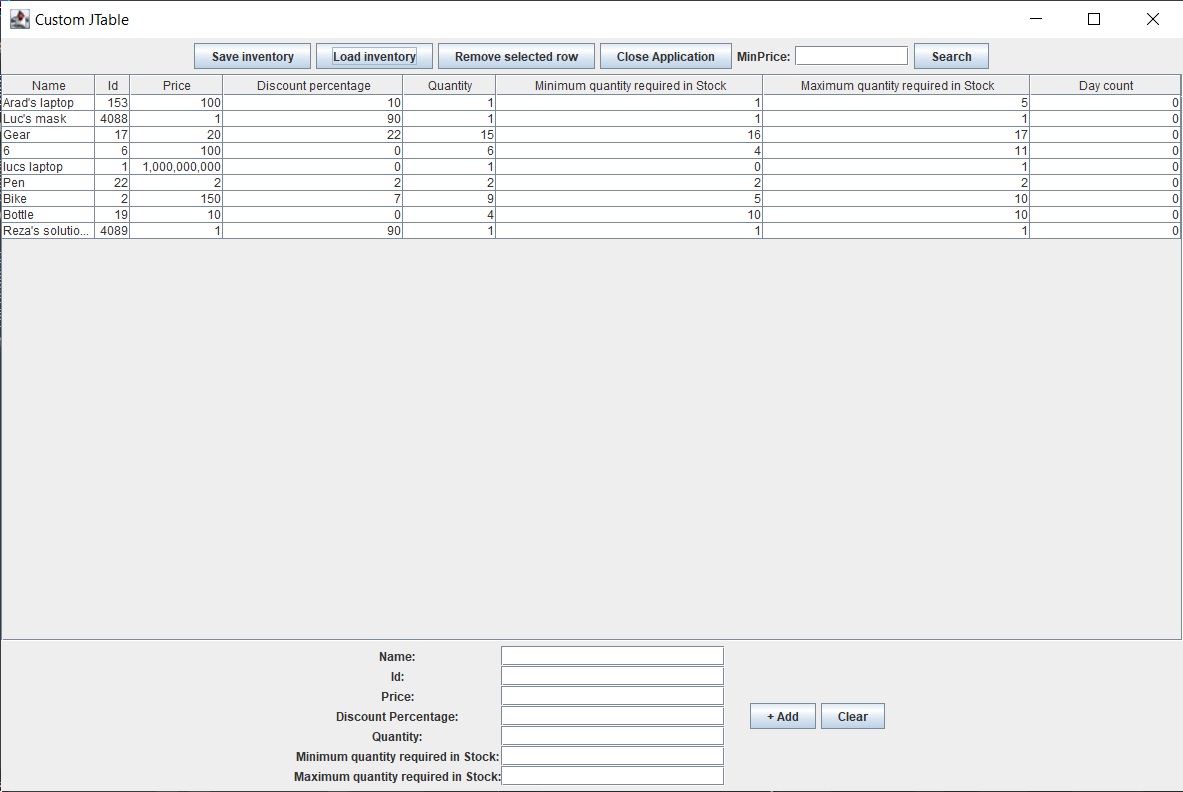 Custom JTable
Save inventory Load inventory Remove selected row Close Application MinPrice: Search
Name Id Price Discount percentage Quantity Minimum quantity required in Stock Maximum quantity required in Stock Day count
Arad's laptop 153 100 10 1 1 5 0
Luc's mask 4088 1 90 1 1 1 0
Gear 17 20 22 15 16 17 0
6 6 100 0 6 4 11 0
lucs laptop 1 1,000,000,000 0 1 0 1 0
Pen 22 2 2 2 2 2 0
Bike 2 150 7 9 5 10 0
Bottle 19 10 0 4 10 10 0
Reza's solutio... 4089 1 90 1 1 1 0
Name:
Id:
Price:
Discount Percentage:
+ Add Clear
Quantity:
Minimum quantity required in Stock:
Maximum quantity required in Stock: